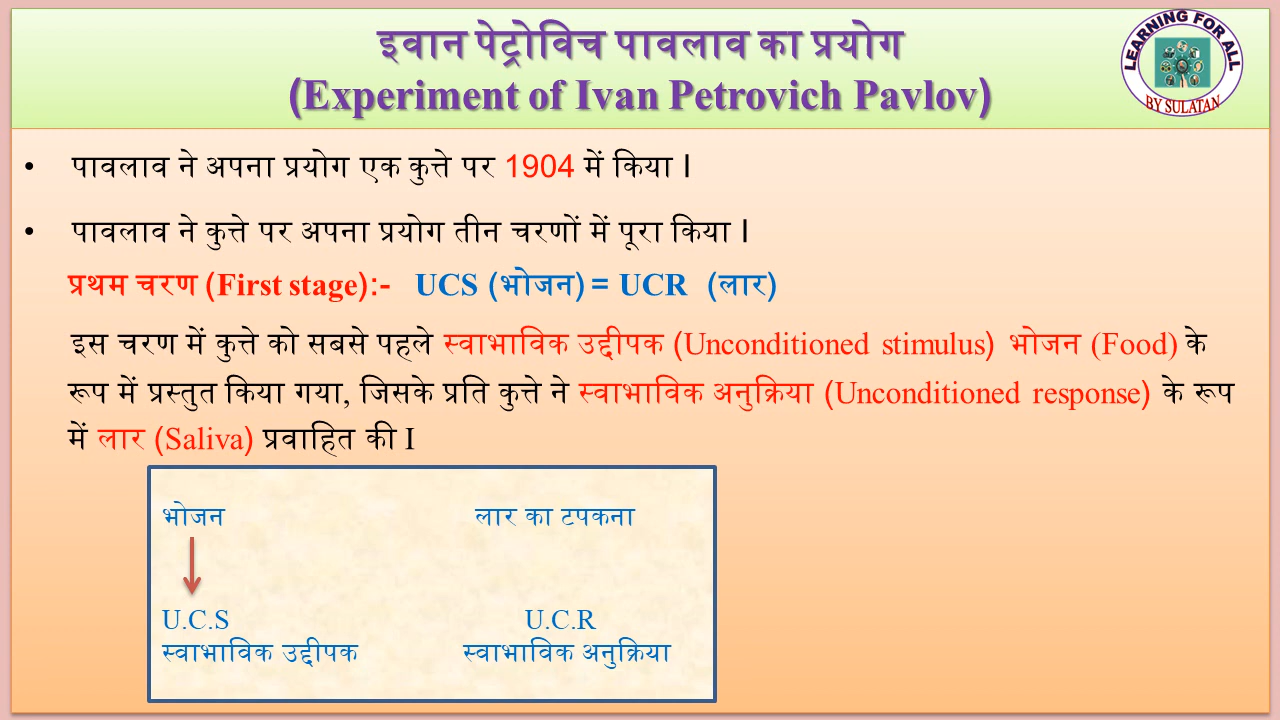 इवान पेट्रोविच पावलाव का प्रयोग
(Experiment of Ivan Petrovich Pavlov)
LEARNING FOR ALL
BY SULATAN
• पावलाव ने अपना प्रयोग एक कुत्ते पर 1904 में किया I
• पावलाव ने कुत्ते पर अपना प्रयोग तीन चरणों में पूरा किया I
प्रथम चरण (First stage):- UCS (भोजन) = UCR (लार)
इस चरण में कुत्ते को सबसे पहले स्वाभाविक उद्दीपक (Unconditioned stimulus) भोजन (Food) के
रूप में प्रस्तुत किया गया, जिसके प्रति कुत्ते ने स्वाभाविक अनुक्रिया (Unconditioned response) के रूप
में लार (Saliva) प्रवाहित की I
भोजन लार का टपकना
U.C.S U.C.R
स्वाभाविक उद्दीपक स्वाभाविक अनुक्रिया